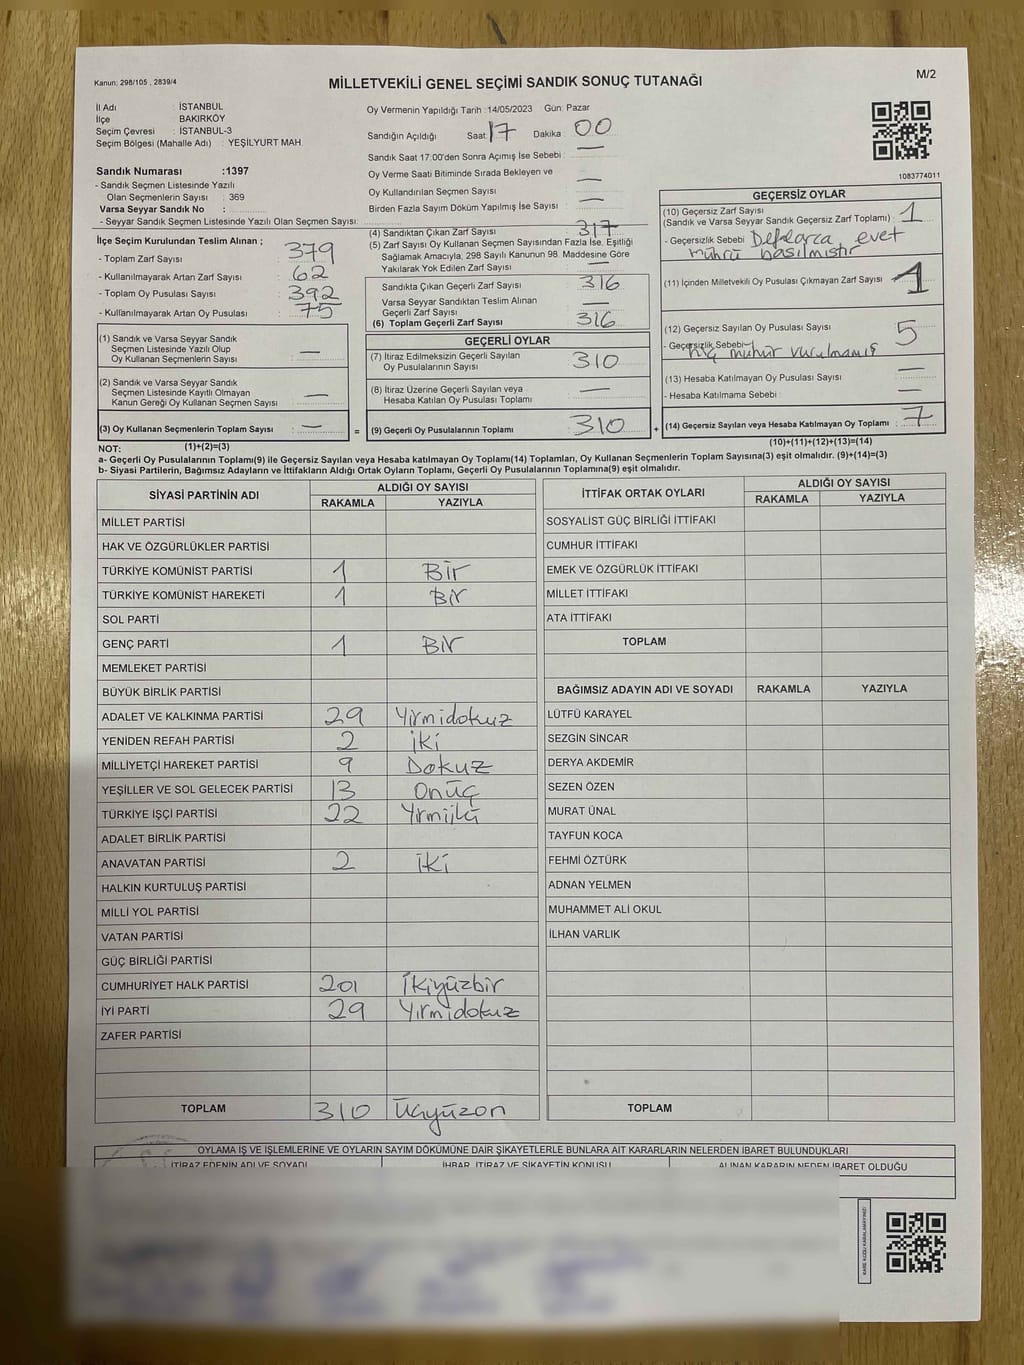 Kanun: 298/105 , 2839/4
MİLLETVEKİLİ GENEL SEÇİMİ SANDIK SONUÇ TUTANAĞI
M/2
İl Adı : İSTANBUL
İlçe BAKIRKÖY
Seçim Çevresi : İSTANBUL-3
Seçim Bölgesi (Mahalle Adı) : YEŞİLYURT MAH.
Oy Vermenin Yapıldığı Tarih :14/05/2023 Gün: Pazar
Sandığın Açıldığı Saat: 17 Dakika : 00
Sandık Saat 17:00'den Sonra Açımış İse Sebebi : —
Oy Verme Saati Bitiminde Sırada Bekleyen ve
Oy Kullandırılan Seçmen Sayısı : —
Birden Fazla Sayım Döküm Yapılmış İse Sayısı : —
1083774011
Sandık Numarası :1397
- Sandık Seçmen Listesinde Yazılı
Olan Seçmenlerin Sayısı : 369
Varsa Seyyar Sandık No :
- Seyyar Sandık Seçmen Listesinde Yazılı Olan Seçmen Sayısı:
İlçe Seçim Kurulundan Teslim Alınan ;
- Toplam Zarf Sayısı : 379
- Kullanılmayarak Artan Zarf Sayısı : 62
- Toplam Oy Pusulası Sayısı : 392
- Kullanılmayarak Artan Oy Pusulası : 75
(1) Sandık ve Varsa Seyyar Sandık
Seçmen Listesinde Yazılı Olup
Oy Kullanan Seçmenlerin Sayısı : —
(2) Sandık ve Varsa Seyyar Sandık
Seçmen Listesinde Kayıtlı Olmayan
Kanun Gereği Oy Kullanan Seçmen Sayısı : —
(3) Oy Kullanan Seçmenlerin Toplam Sayısı : —
(4) Sandıktan Çıkan Zarf Sayısı : 317
(5) Zarf Sayısı Oy Kullanan Seçmen Sayısından Fazla İse, Eşitliği
Sağlamak Amacıyla, 298 Sayılı Kanunun 98. Maddesine Göre
Yakılarak Yok Edilen Zarf Sayısı : —
Sandıkta Çıkan Geçerli Zarf Sayısı : 316
Varsa Seyyar Sandıktan Teslim Alınan
Geçerli Zarf Sayısı : —
(6) Toplam Geçerli Zarf Sayısı : 316
GEÇERLİ OYLAR
(7) İtiraz Edilmeksizin Geçerli Sayılan
Oy Pusulalarının Sayısı : 310
(8) İtiraz Üzerine Geçerli Sayılan veya
Hesaba Katılan Oy Pusulası Toplamı : —
= (9) Geçerli Oy Pusulalarının Toplamı : 310 +
GEÇERSİZ OYLAR
(10) Geçersiz Zarf Sayısı
(Sandık ve Varsa Seyyar Sandık Geçersiz Zarf Toplamı) : 1
- Geçersizlik Sebebi : Defalarca evet
mührü basılmıştır
(11) İçinden Milletvekili Oy Pusulası Çıkmayan Zarf Sayısı : 1
(12) Geçersiz Sayılan Oy Pusulası Sayısı : 5
- Geçersizlik Sebebi: hiç mühür vurulmamış
(13) Hesaba Katılmayan Oy Pusulası Sayısı : —
- Hesaba Katılmama Sebebi : —
(14) Geçersiz Sayılan veya Hesaba Katılmayan Oy Toplamı : 7
NOT: (1)+(2)=(3)
(10)+(11)+(12)+(13)=(14)
a- Geçerli Oy Pusulalarının Toplamı(9) ile Geçersiz Sayılan veya Hesaba katılmayan Oy Toplamı(14) Toplamları, Oy Kullanan Seçmenlerin Toplam Sayısına(3) eşit olmalıdır. (9)+(14)=(3)
b- Siyasi Partilerin, Bağımsız Adayların ve İttifakların Aldığı Ortak Oyların Toplamı, Geçerli Oy Pusulalarının Toplamına(9) eşit olmalıdır.
SİYASİ PARTİNİN ADI ALDIĞI OY SAYISI
RAKAMLA YAZIYLA
MİLLET PARTİSİ
HAK VE ÖZGÜRLÜKLER PARTİSİ
TÜRKİYE KOMÜNİST PARTİSİ 1 Bir
TÜRKİYE KOMÜNİST HAREKETİ 1 Bir
SOL PARTİ
GENÇ PARTİ 1 Bir
MEMLEKET PARTİSİ
BÜYÜK BİRLİK PARTİSİ
ADALET VE KALKINMA PARTİSİ 29 Yirmidokuz
YENİDEN REFAH PARTİSİ 2 iki
MİLLİYETÇİ HAREKET PARTİSİ 9 Dokuz
YEŞİLLER VE SOL GELECEK PARTİSİ 13 Onüç
TÜRKİYE İŞÇİ PARTİSİ 22 Yirmiiki
ADALET BİRLİK PARTİSİ
ANAVATAN PARTİSİ 2 iki
HALKIN KURTULUŞ PARTİSİ
MİLLİ YOL PARTİSİ
VATAN PARTİSİ
GÜÇ BİRLİĞİ PARTİSİ
CUMHURİYET HALK PARTİSİ 201 İkiyüzbir
İYİ PARTİ 29 Yirmidokuz
ZAFER PARTİSİ
TOPLAM 310 Üçyüzon
İTTİFAK ORTAK OYLARI ALDIĞI OY SAYISI
RAKAMLA YAZIYLA
SOSYALİST GÜÇ BİRLİĞİ İTTİFAKI
CUMHUR İTTİFAKI
EMEK VE ÖZGÜRLÜK İTTİFAKI
MİLLET İTTİFAKI
ATA İTTİFAKI
TOPLAM
BAĞIMSIZ ADAYIN ADI VE SOYADI RAKAMLA YAZIYLA
LÜTFÜ KARAYEL
SEZGİN SİNCAR
DERYA AKDEMİR
SEZEN ÖZEN
MURAT ÜNAL
TAYFUN KOCA
FEHMİ ÖZTÜRK
ADNAN YELMEN
MUHAMMET ALİ OKUL
İLHAN VARLIK
TOPLAM
OYLAMA İŞ VE İŞLEMLERİNE VE OYLARIN SAYIM DÖKÜMÜNE DAİR ŞİKAYETLERLE BUNLARA AİT KARARLARIN NELERDEN İBARET BULUNDUKLARI
İTİRAZ EDENİN ADI VE SOYADI İHBAR, İTİRAZ VE ŞİKAYETİN KONUSU ALINAN KARARIN NEDEN İBARET OLDUĞU
KARE KODU KARALAMAYINIZ!